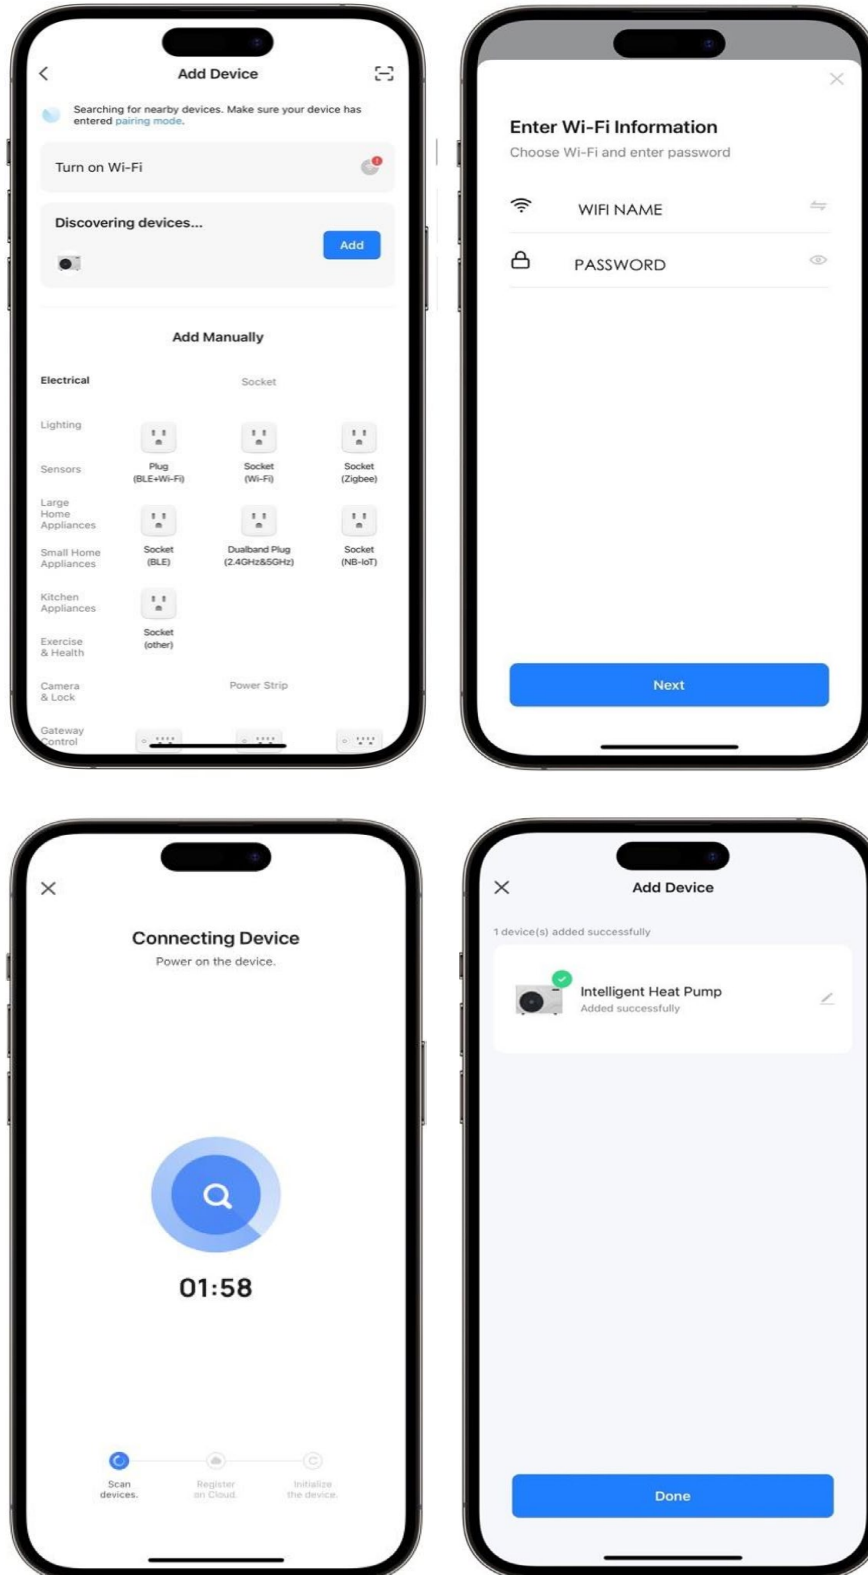 Add Device
Searching for nearby devices. Make sure your device has
entered pairing mode.
Turn on Wi-Fi
Discovering devices...
Add
Add Manually
Electrical
Socket
Lighting
Sensors
Plug
(BLE+Wi-Fi)
Socket
(Wi-Fi)
Socket
(Zigbee)
Large
Home
Appliances
Small Home
Appliances
Socket
(BLE)
Dualband Plug
(2.4GHz&5GHz)
Socket
(NB-IoT)
Kitchen
Appliances
Socket
(other)
Exercise
& Health
Camera
& Lock
Power Strip
Gateway
Control
Enter Wi-Fi Information
Choose Wi-Fi and enter password
WIFI NAME
PASSWORD
Next
Connecting Device
Power on the device.
01:58
Scan
devices.
Register
on Cloud.
Initialize
the device.
Add Device
1 device(s) added successfully
Intelligent Heat Pump
Added successfully
Done